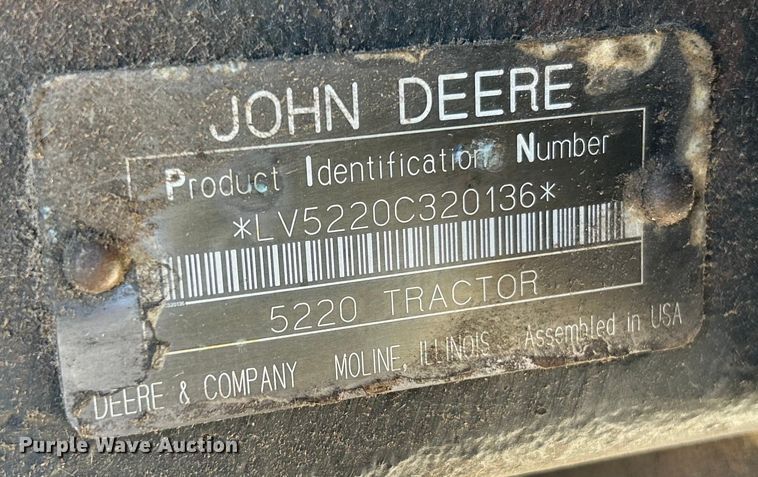 JOHN DEERE
Product Identification Number
*LV5220C320136*
5220 TRACTOR
DEERE & COMPANY MOLINE, ILLINOIS Assembled in USA
Purple Wave Auction